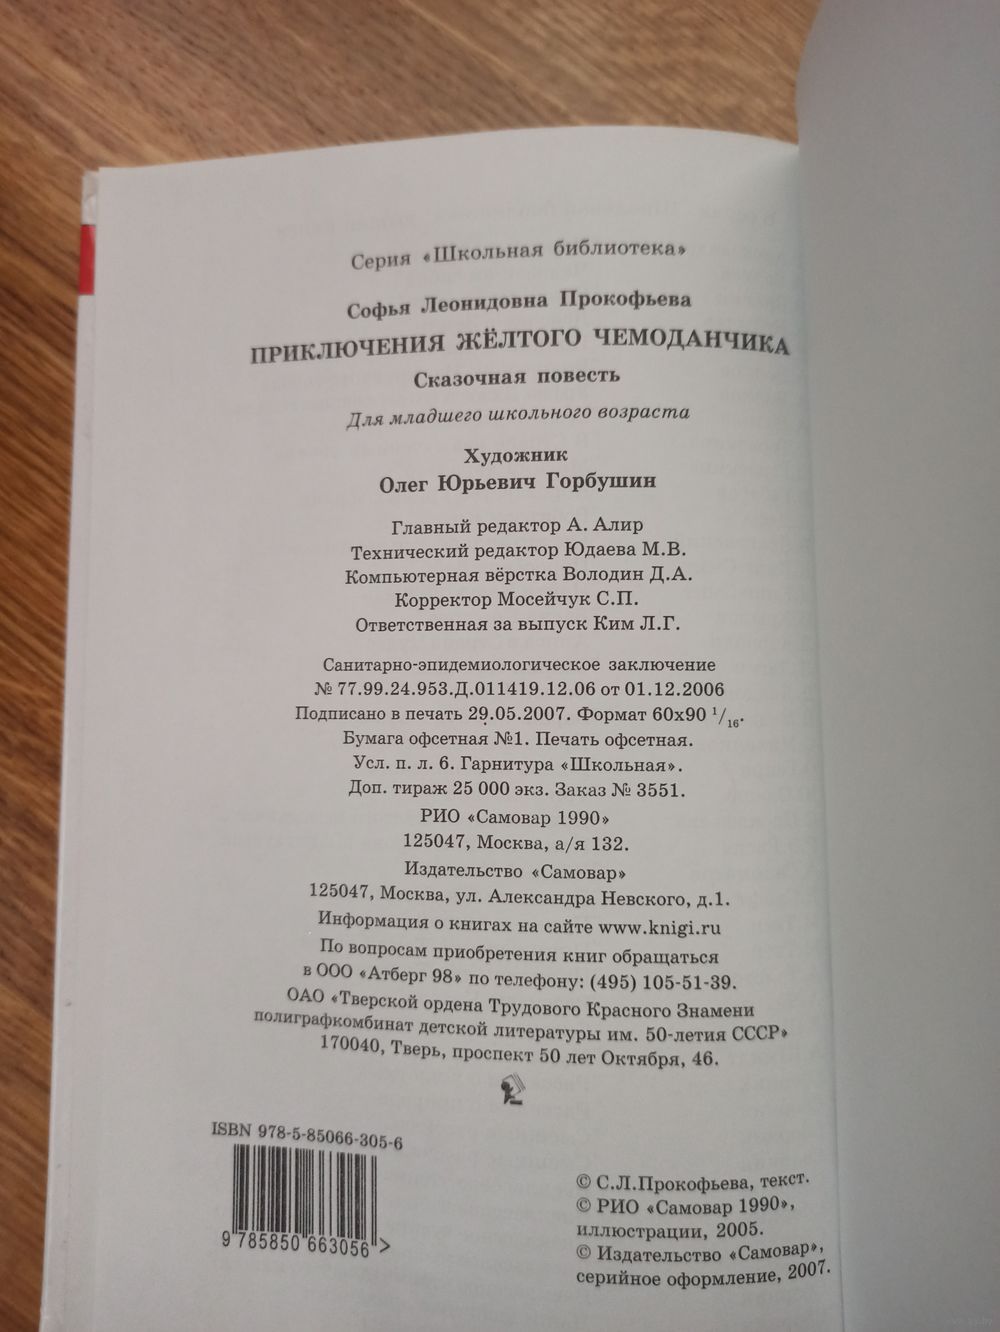 Серия «Школьная библиотека»
Софья Леонидовна Прокофьева
ПРИКЛЮЧЕНИЯ ЖЁЛТОГО ЧЕМОДАНЧИКА
Сказочная повесть
Для младшего школьного возраста
Художник
Олег Юрьевич Горбушин
Главный редактор А. Алир
Технический редактор Юдаева М.В.
Компьютерная вёрстка Володин Д.А.
Корректор Мосейчук С.П.
Ответственная за выпуск Ким Л.Г.
Санитарно-эпидемиологическое заключение
№ 77.99.24.953.Д.011419.12.06 от 01.12.2006
Подписано в печать 29.05.2007. Формат 60х90 1/16.
Бумага офсетная №1. Печать офсетная.
Усл. п. л. 6. Гарнитура «Школьная».
Доп. тираж 25 000 экз. Заказ № 3551.
РИО «Самовар 1990»
125047, Москва, а/я 132.
Издательство «Самовар»
125047, Москва, ул. Александра Невского, д.1.
Информация о книгах на сайте www.knigi.ru
По вопросам приобретения книг обращаться
в ООО «Атберг 98» по телефону: (495) 105-51-39.
ОАО «Тверской ордена Трудового Красного Знамени
полиграфкомбинат детской литературы им. 50-летия СССР»
170040, Тверь, проспект 50 лет Октября, 46.
ISBN 978-5-85066-305-6
9 785850 663056 >
© С.Л.Прокофьева, текст.
© РИО «Самовар 1990»,
иллюстрации, 2005.
© Издательство «Самовар»,
серийное оформление, 2007.